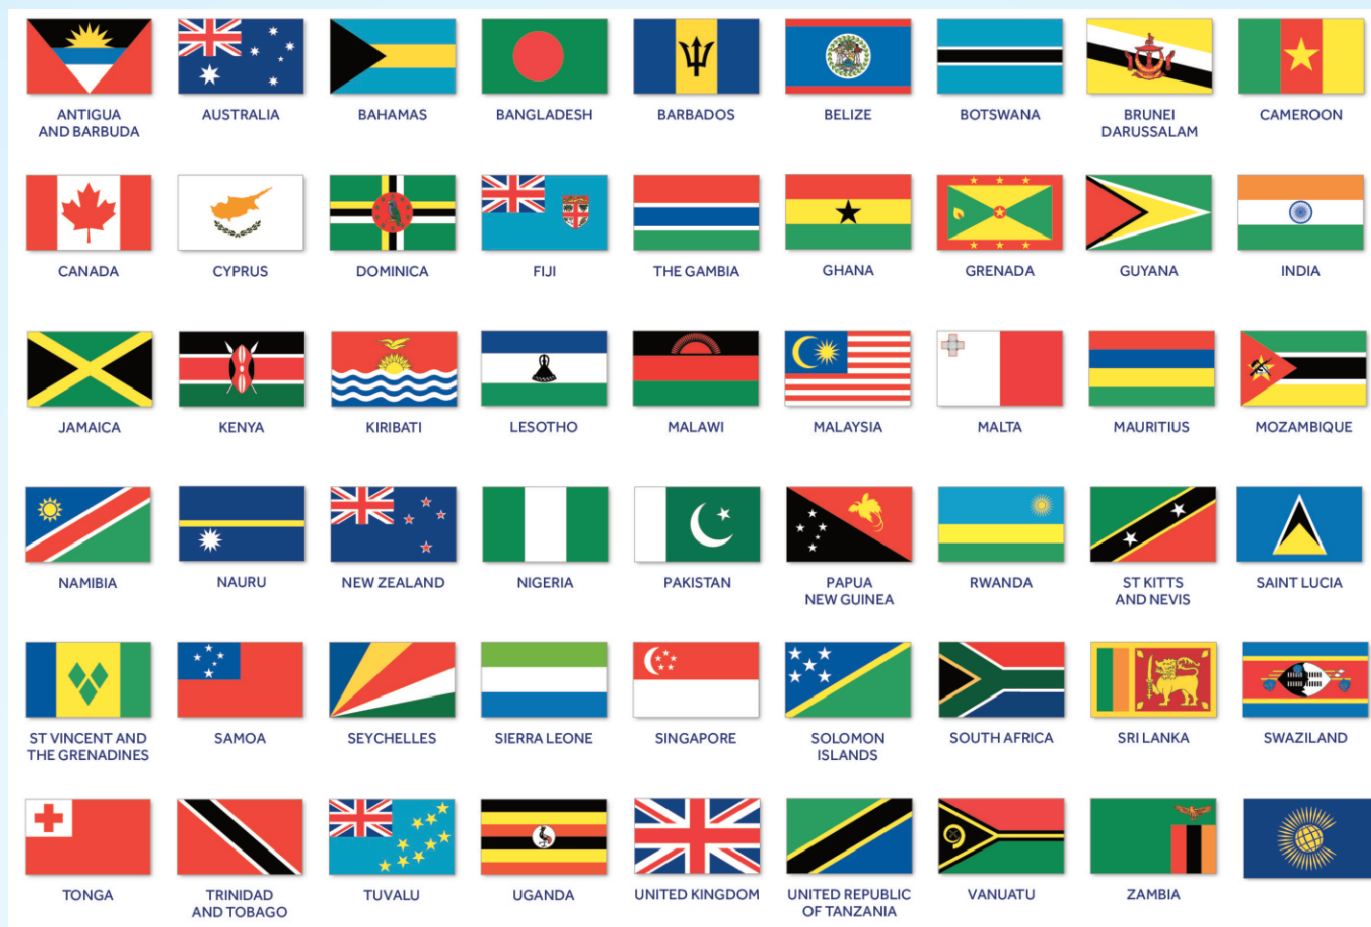 ANTIGUA
AND BARBUDA
AUSTRALIA
BAHAMAS
BANGLADESH
BARBADOS
BELIZE
BOTSWANIA
BRUNEI
DARUSSALAM
CAMEROON
CANADA
CYPRUS
DOMINICA
FIJI
THE GAMBIA
GHANA
GRENADA
GUYANA
INDIA
JAMAICA
KENYA
KIRIBATI
LESOTHO
MALAWI
MALAYSIA
MALTA
MAURITIUS
MOZAMBIQUE
NAMIBIA
NAURU
NEW ZEALAND
NIGERIA
PAKISTAN
PAPUA
NEW GUINEA
RWANDA
ST KITTS
AND NEVIS
SAINT LUCIA
ST VINCENT AND
THE GRENADINES
SAMOA
SEYCHELLES
SIERRA LEONE
SINGAPORE
SOLOMON
ISLANDS
SOUTH AFRICA
SRI LANKA
SWAZILAND
TONGA
TRINIDAD
AND TOBAGO
TUVALU
UGANDA
UNITED KINGDOM
UNITED REPUBLIC
OF TANZANIA
VANUATU
ZAMBIA